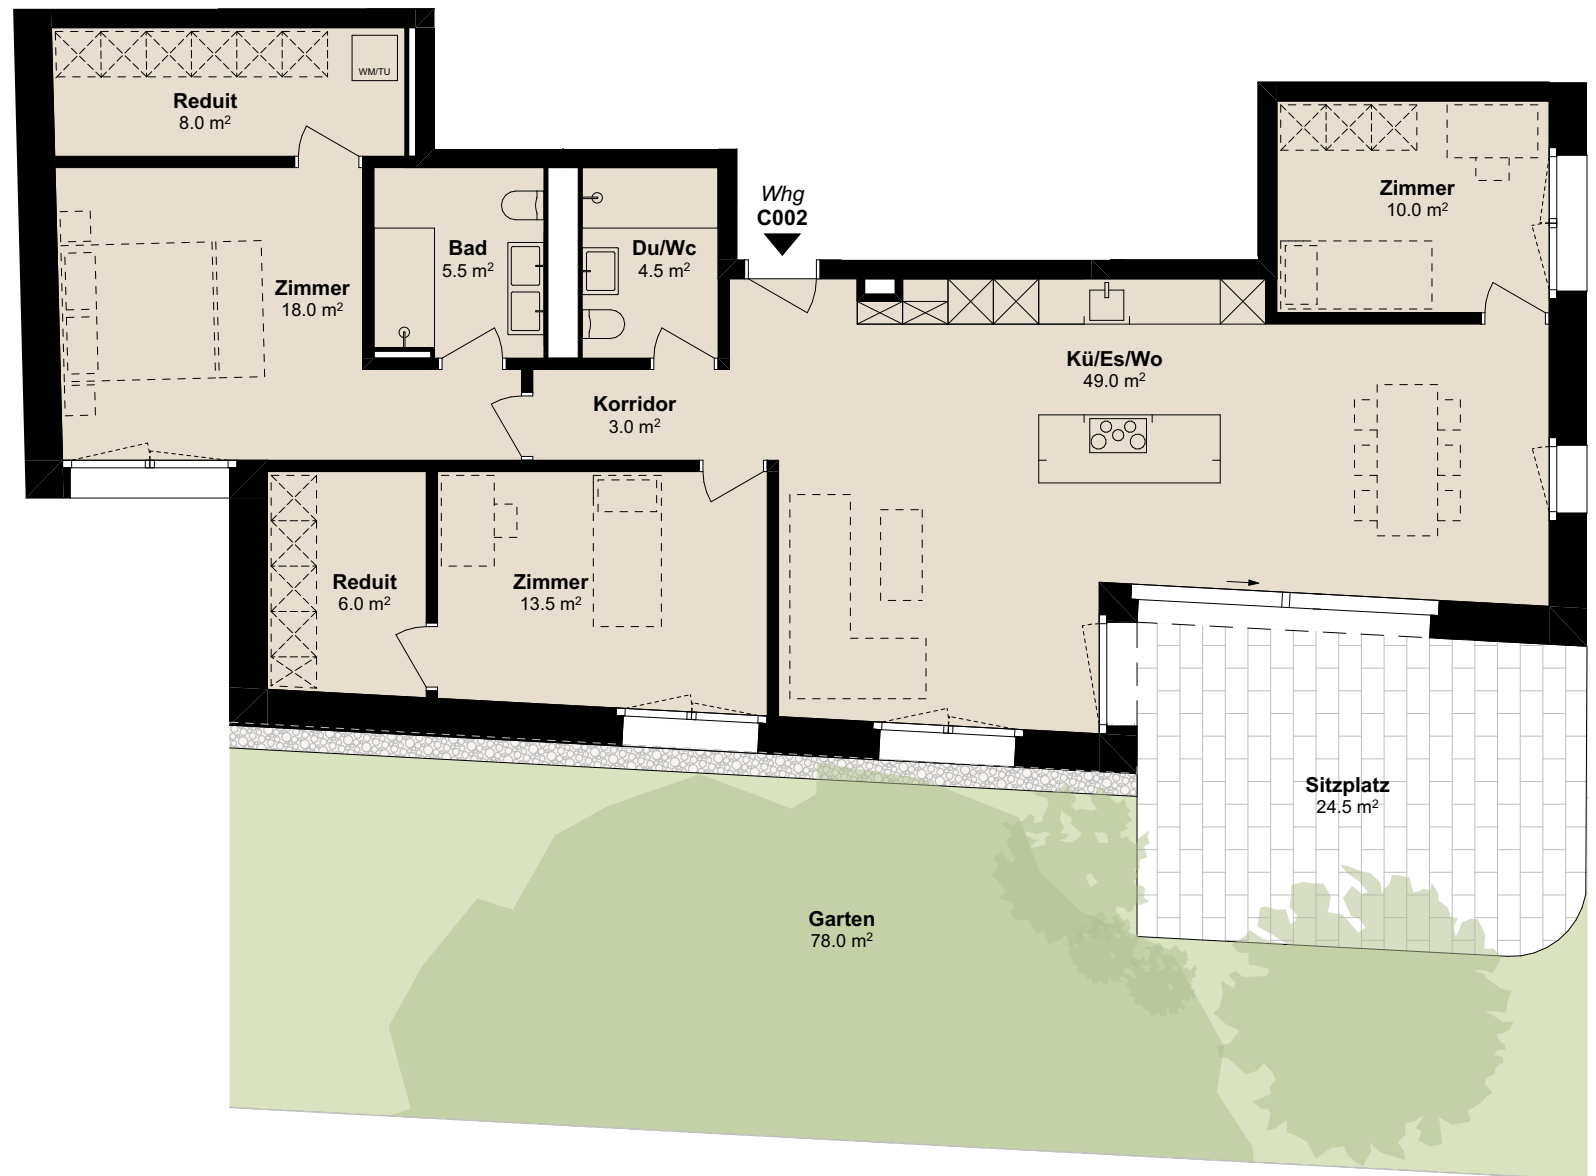 WM/TU
Reduit
8.0 m²
Whg
C002
Zimmer
10.0 m²
Bad
5.5 m²
Du/Wc
4.5 m²
Zimmer
18.0 m²
Kü/Es/Wo
49.0 m²
Korridor
3.0 m²
Reduit
6.0 m²
Zimmer
13.5 m²
Sitzplatz
24.5 m²
Garten
78.0 m²